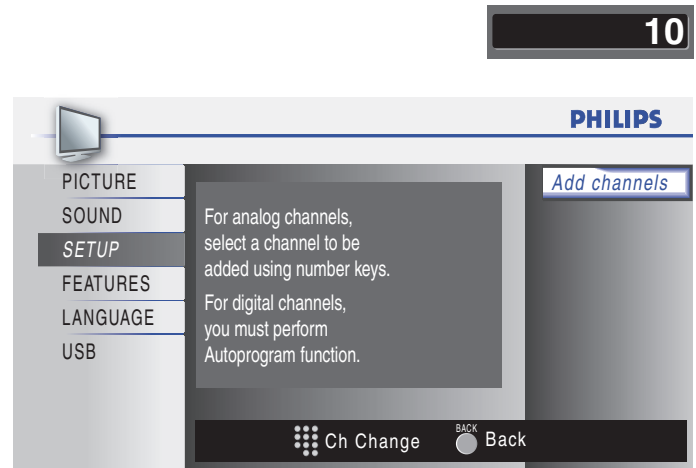 10
PHILIPS
PICTURE
SOUND
SETUP
FEATURES
LANGUAGE
USB
For analog channels,
select a channel to be
added using number keys.
For digital channels,
you must perform
Autoprogram function.
Add channels
Ch Change
BACK
Back